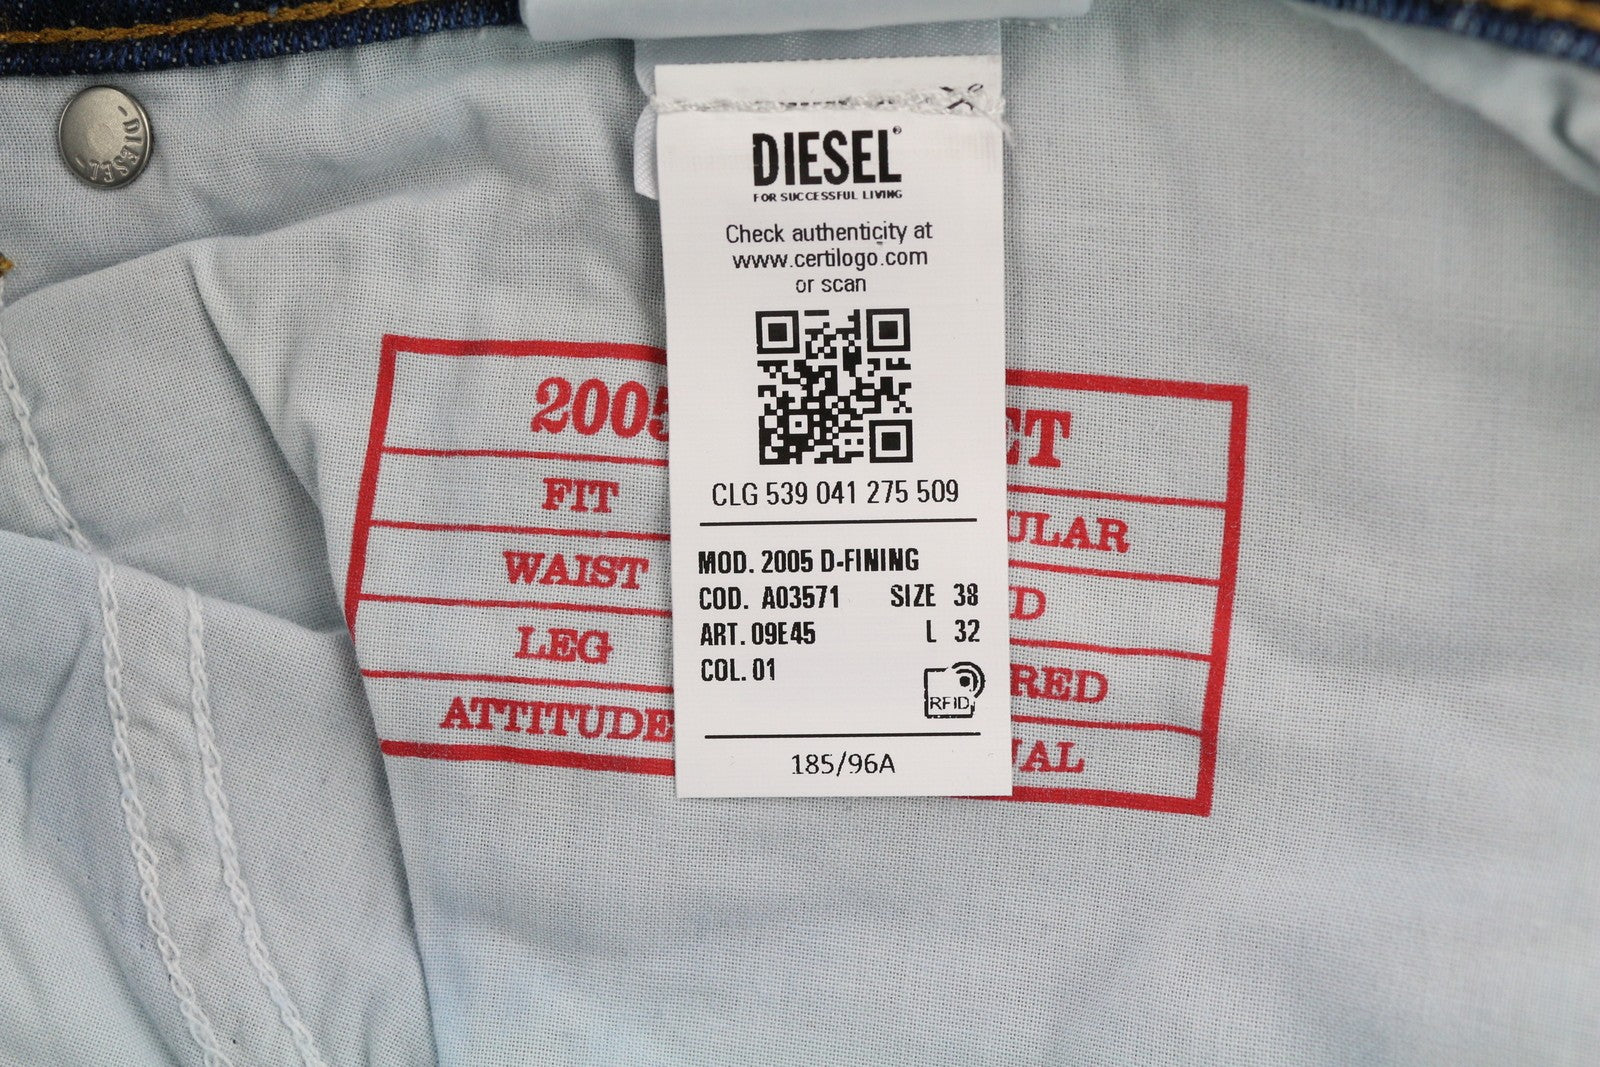 DIESEL
DIESEL®
FOR SUCCESSFUL LIVING
Check authenticity at
www.certilogo.com
or scan
CLG 539 041 275 509
MOD. 2005 D-FINING
COD. A03571 SIZE 38
ART. 09E45 L 32
COL. 01
RFID
185/96A
2005
FIT ULAR
WAIST D
LEG RED
ATTITUDE